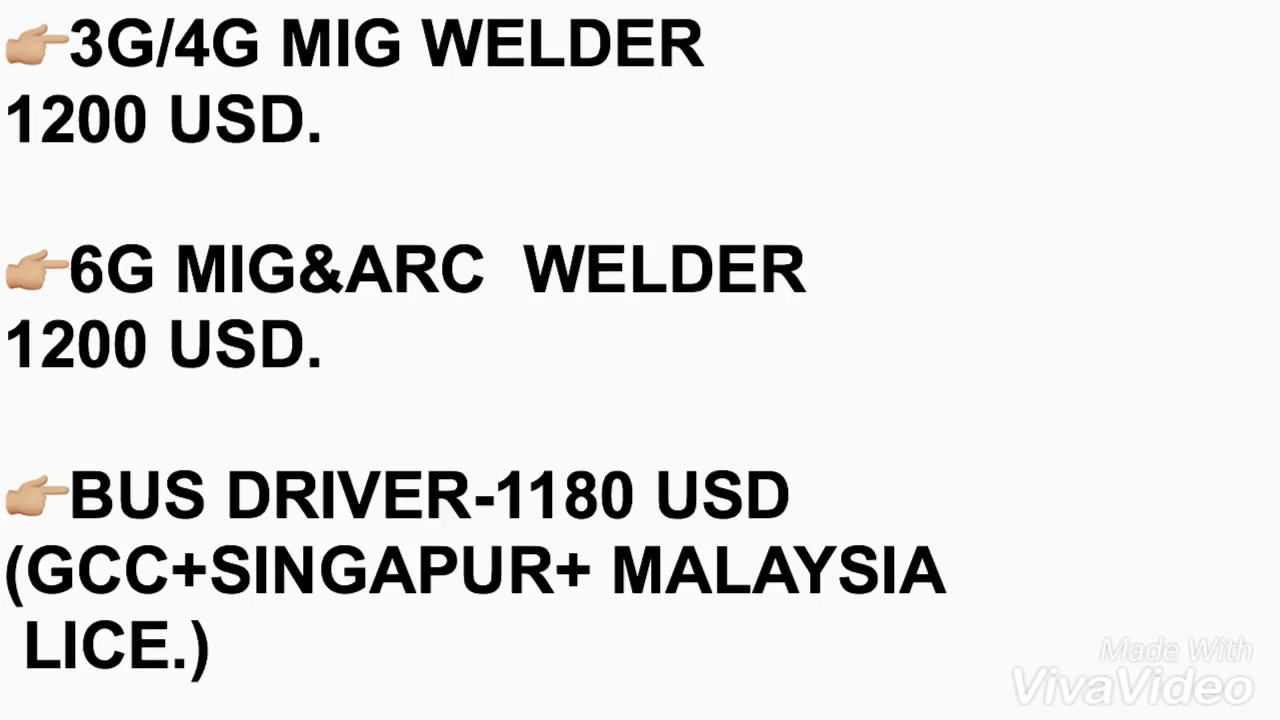 👉🏼3G/4G MIG WELDER
1200 USD.
👉🏼6G MIG&ARC  WELDER
1200 USD.
👉🏼BUS DRIVER-1180 USD
(GCC+SINGAPUR+ MALAYSIA
LICE.)
Made With
VivaVideo